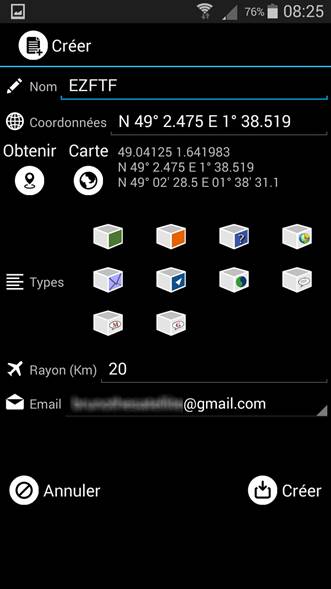 76% 08:25
Créer
Nom EZFTF
Coordonnées N 49° 2.475 E 1° 38.519
Obtenir Carte
49.04125 1.641983
N 49° 2.475 E 1° 38.519
N 49° 02' 28.5 E 01° 38' 31.1
Types
Rayon (Km) 20
Email @gmail.com
Annuler Créer